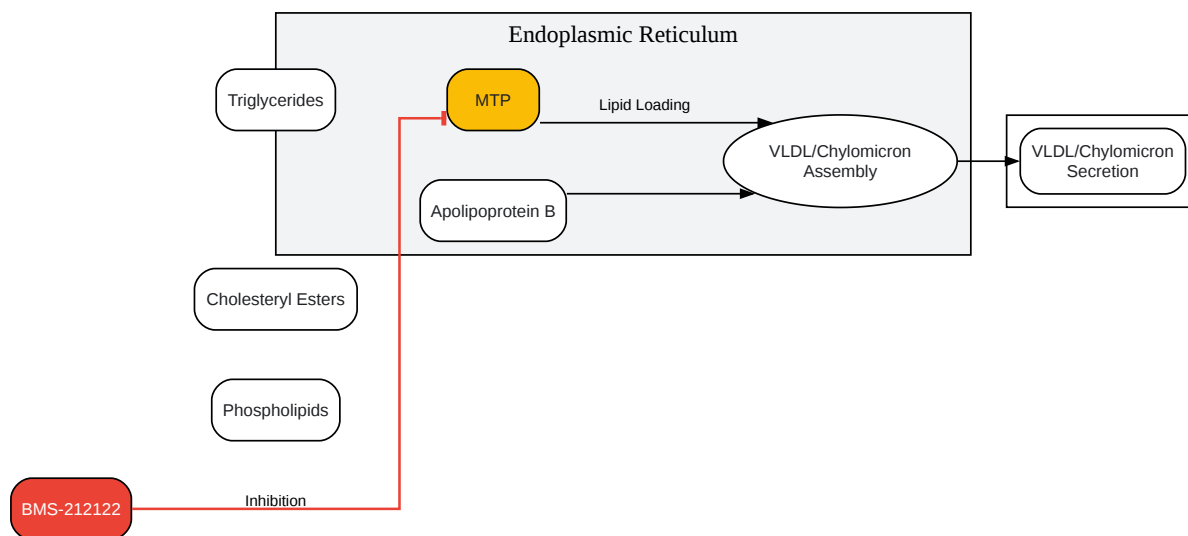 Endoplasmic Reticulum
Triglycerides
MTP
Lipid Loading
VLDL/Chylomicron
Assembly
VLDL/Chylomicron
Secretion
Apolipoprotein B
Cholesteryl Esters
Phospholipids
BMS-212122
Inhibition